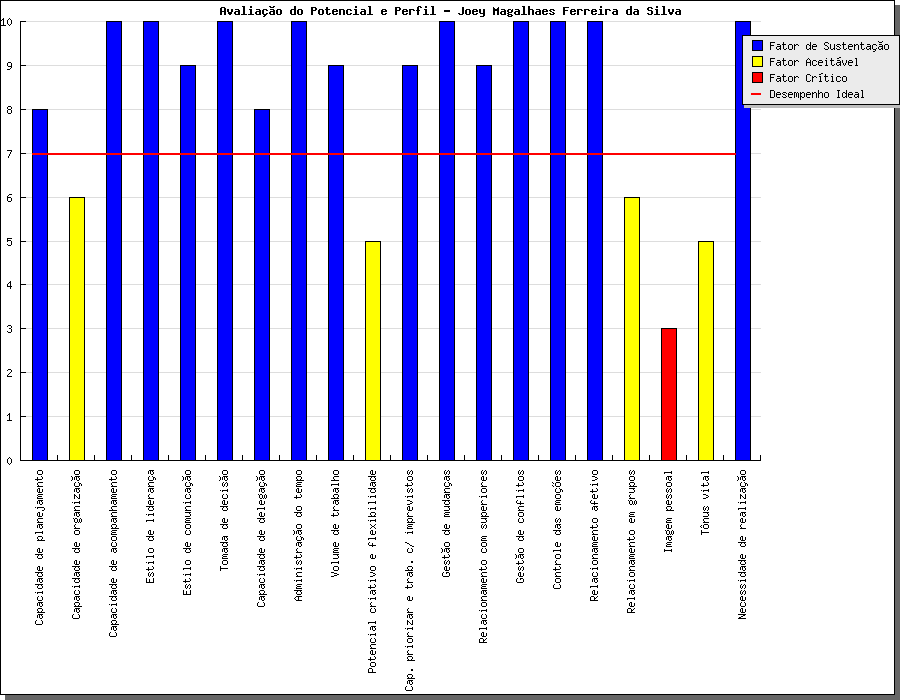 Avaliação do Potencial e Perfil - Joey Magalhaes Ferreira da Silva
10
9
8
7
6
5
4
3
2
1
0
Fator de Sustentação
Fator Aceitável
Fator Crítico
Desempenho Ideal
Capacidade de planejamento
Capacidade de organização
Capacidade de acompanhamento
Estilo de liderança
Estilo de comunicação
Tomada de decisão
Capacidade de delegação
Administração do tempo
Volume de trabalho
Potencial criativo e flexibilidade
Cap. priorizar e trab. c/ imprevistos
Gestão de mudanças
Relacionamento com superiores
Gestão de conflitos
Controle das emoções
Relacionamento afetivo
Relacionamento em grupos
Imagem pessoal
Tônus vital
Necessidade de realização